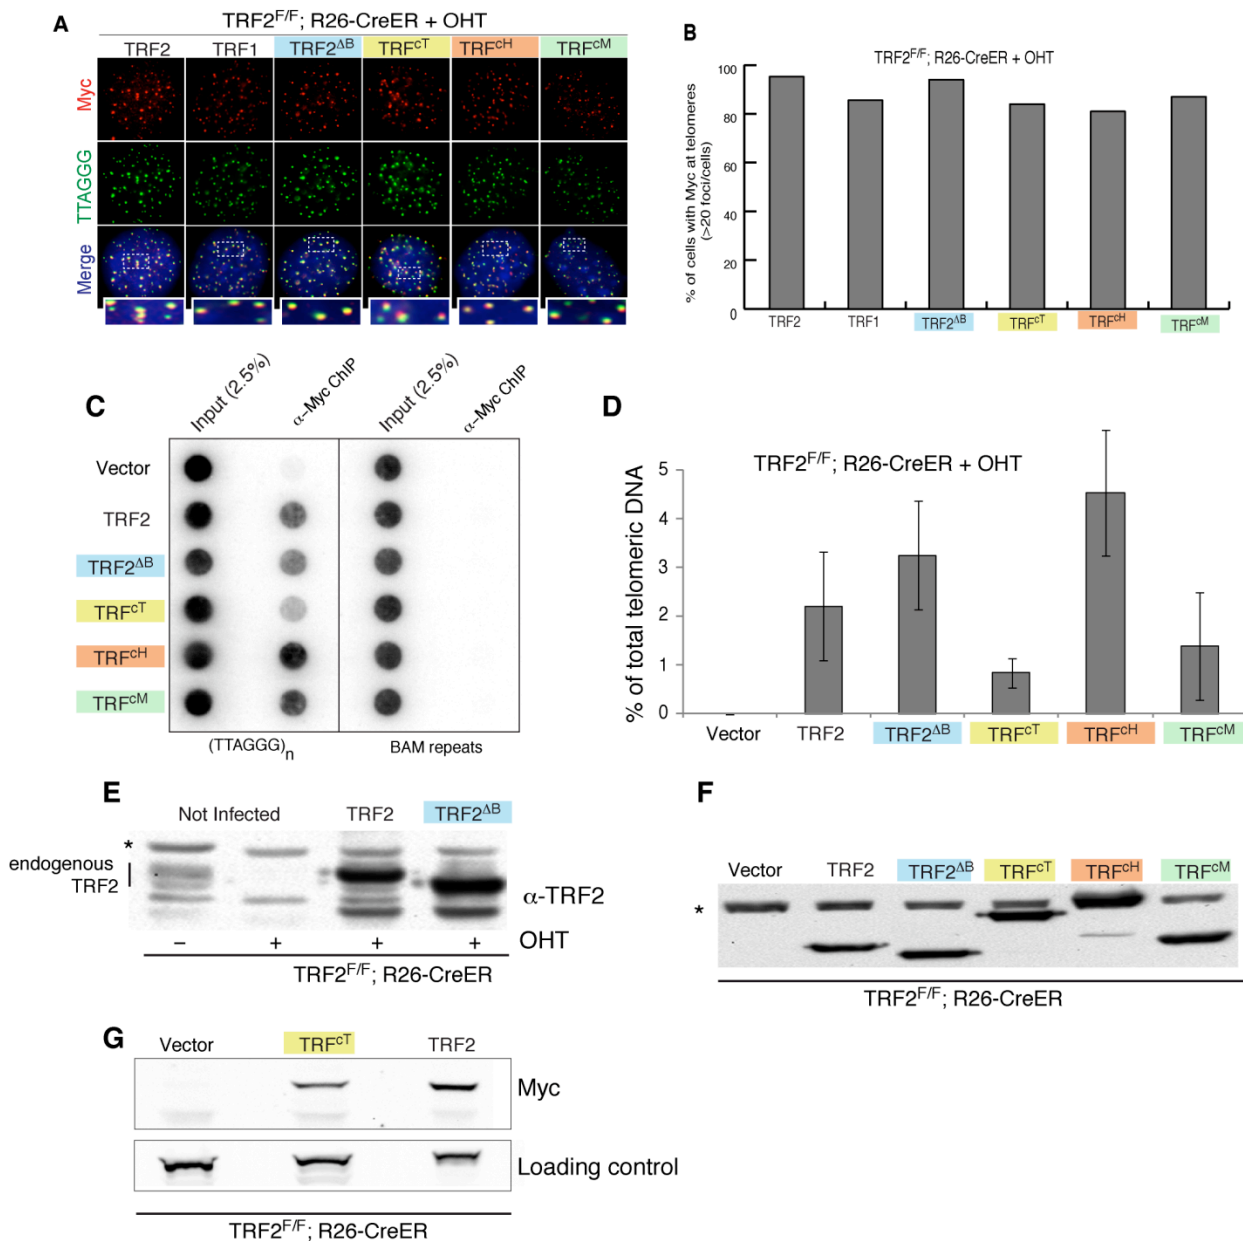 A
TRF2F/F; R26-CreER + OHT
TRF2 TRF1 TRF2ΔB TRFcT TRFcH TRFcM
Myc
TTAGGG
Merge
B
TRF2F/F; R26-CreER + OHT
% of cells with Myc at telomeres
(>20 foci/cells)
100
80
60
40
20
0
TRF2 TRF1 TRF2ΔB TRFcT TRFcH TRFcM
C
Input (2.5%) α-Myc ChIP Input (2.5%) α-Myc ChIP
Vector
TRF2
TRF2ΔB
TRFcT
TRFcH
TRFcM
(TTAGGG)n BAM repeats
D
TRF2F/F; R26-CreER + OHT
% of total telomeric DNA
5
4
3
2
1
0
Vector TRF2 TRF2ΔB TRFcT TRFcH TRFcM
E
Not Infected TRF2 TRF2ΔB
*
endogenous
TRF2
α-TRF2
– + + + OHT
TRF2F/F; R26-CreER
F
Vector TRF2 TRF2ΔB TRFcT TRFcH TRFcM
*
TRF2F/F; R26-CreER
G
Vector TRFcT TRF2
Myc
Loading control
TRF2F/F; R26-CreER